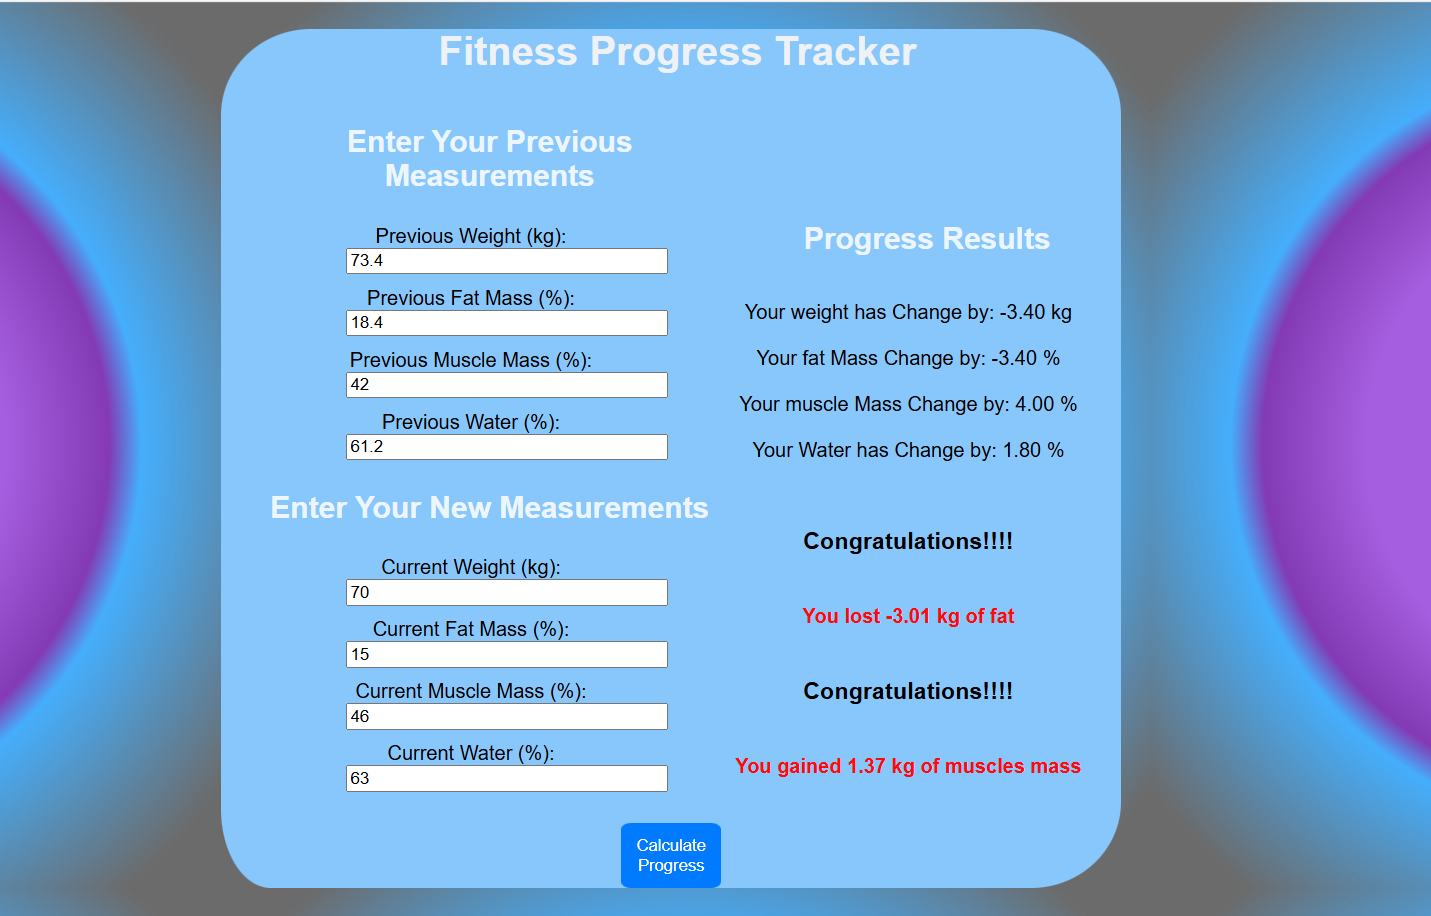 Fitness Progress Tracker
Enter Your Previous
Measurements
Previous Weight (kg):
73.4
Previous Fat Mass (%):
18.4
Previous Muscle Mass (%):
42
Previous Water (%):
61.2
Enter Your New Measurements
Current Weight (kg):
70
Current Fat Mass (%):
15
Current Muscle Mass (%):
46
Current Water (%):
63
Progress Results
Your weight has Change by: -3.40 kg
Your fat Mass Change by: -3.40 %
Your muscle Mass Change by: 4.00 %
Your Water has Change by: 1.80 %
Congratulations!!!!
You lost -3.01 kg of fat
Congratulations!!!!
You gained 1.37 kg of muscles mass
Calculate
Progress